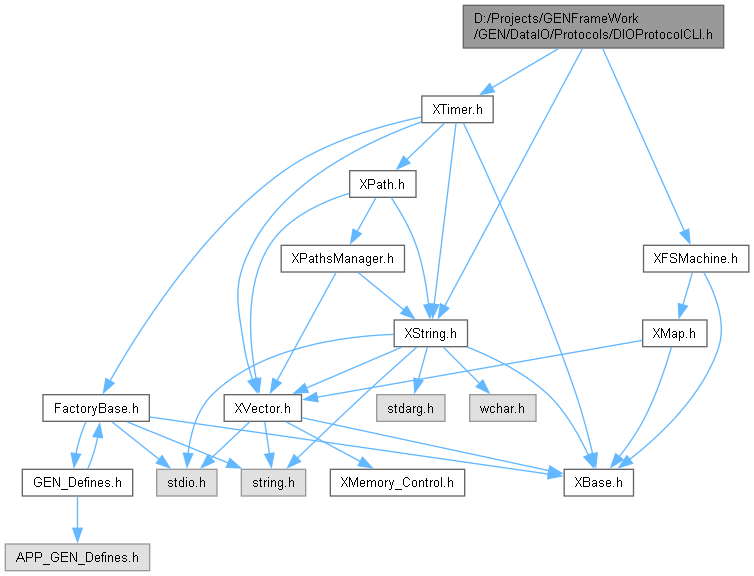 D:/Projects/GENFrameWork
/GEN/DataIO/Protocols/DIOProtocolCLI.h
XTimer.h
XPath.h
XPathsManager.h
XFSMachine.h
XString.h
XMap.h
FactoryBase.h
XVector.h
stdarg.h
wchar.h
GEN_Defines.h
stdio.h
string.h
XMemory_Control.h
XBase.h
APP_GEN_Defines.h